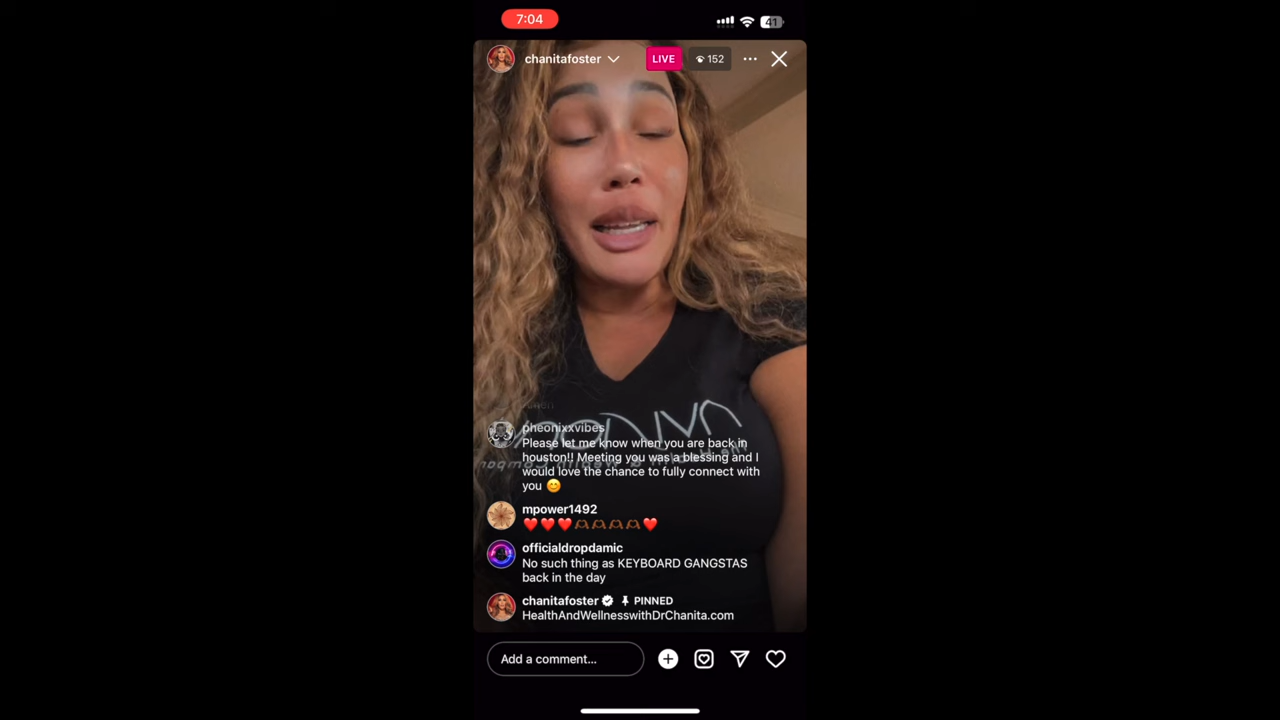 7:04
41
chanitafoster
LIVE
152
pheonixxvibes
Please let me know when you are back in
houston!! Meeting you was a blessing and I
would love the chance to fully connect with
you 😊
mpower1492
❤️❤️❤️🫶🏾🫶🏾🫶🏾🫶🏾❤️
officialdropdamic
No such thing as KEYBOARD GANGSTAS
back in the day
chanitafoster PINNED
HealthAndWellnesswithDrChanita.com
Add a comment...